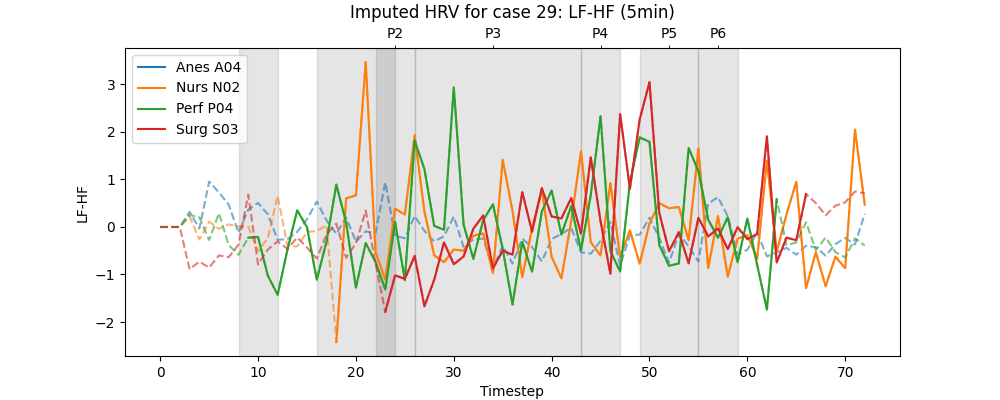 Imputed HRV for case 29: LF-HF (5min)
P2 P3 P4 P5 P6
Anes A04
Nurs N02
Perf P04
Surg S03
3
2
1
0
−1
−2
LF-HF
0 10 20 30 40 50 60 70
Timestep